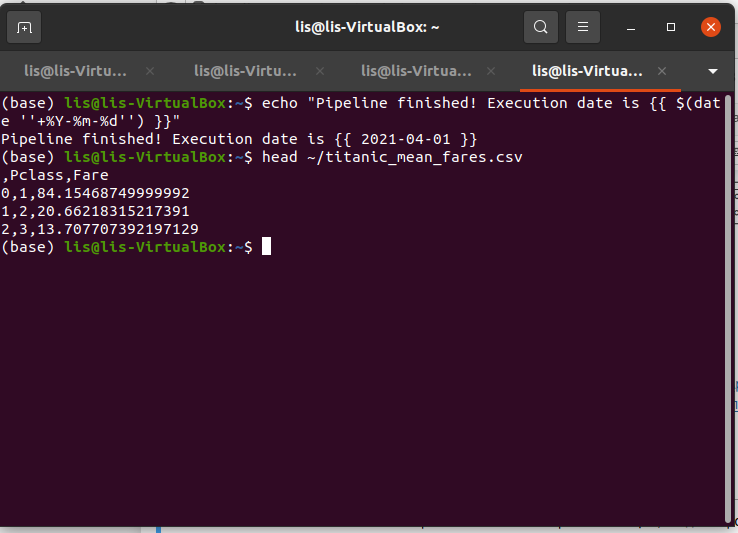 lis@lis-VirtualBox: ~
lis@lis-Virtu... lis@lis-Virtu... lis@lis-Virtua... lis@lis-Virtua...
(base) lis@lis-VirtualBox:~$ echo "Pipeline finished! Execution date is {{ $(dat
e ''+%Y-%m-%d'') }}"
Pipeline finished! Execution date is {{ 2021-04-01 }}
(base) lis@lis-VirtualBox:~$ head ~/titanic_mean_fares.csv
,Pclass,Fare
0,1,84.15468749999992
1,2,20.66218315217391
2,3,13.707707392197129
(base) lis@lis-VirtualBox:~$